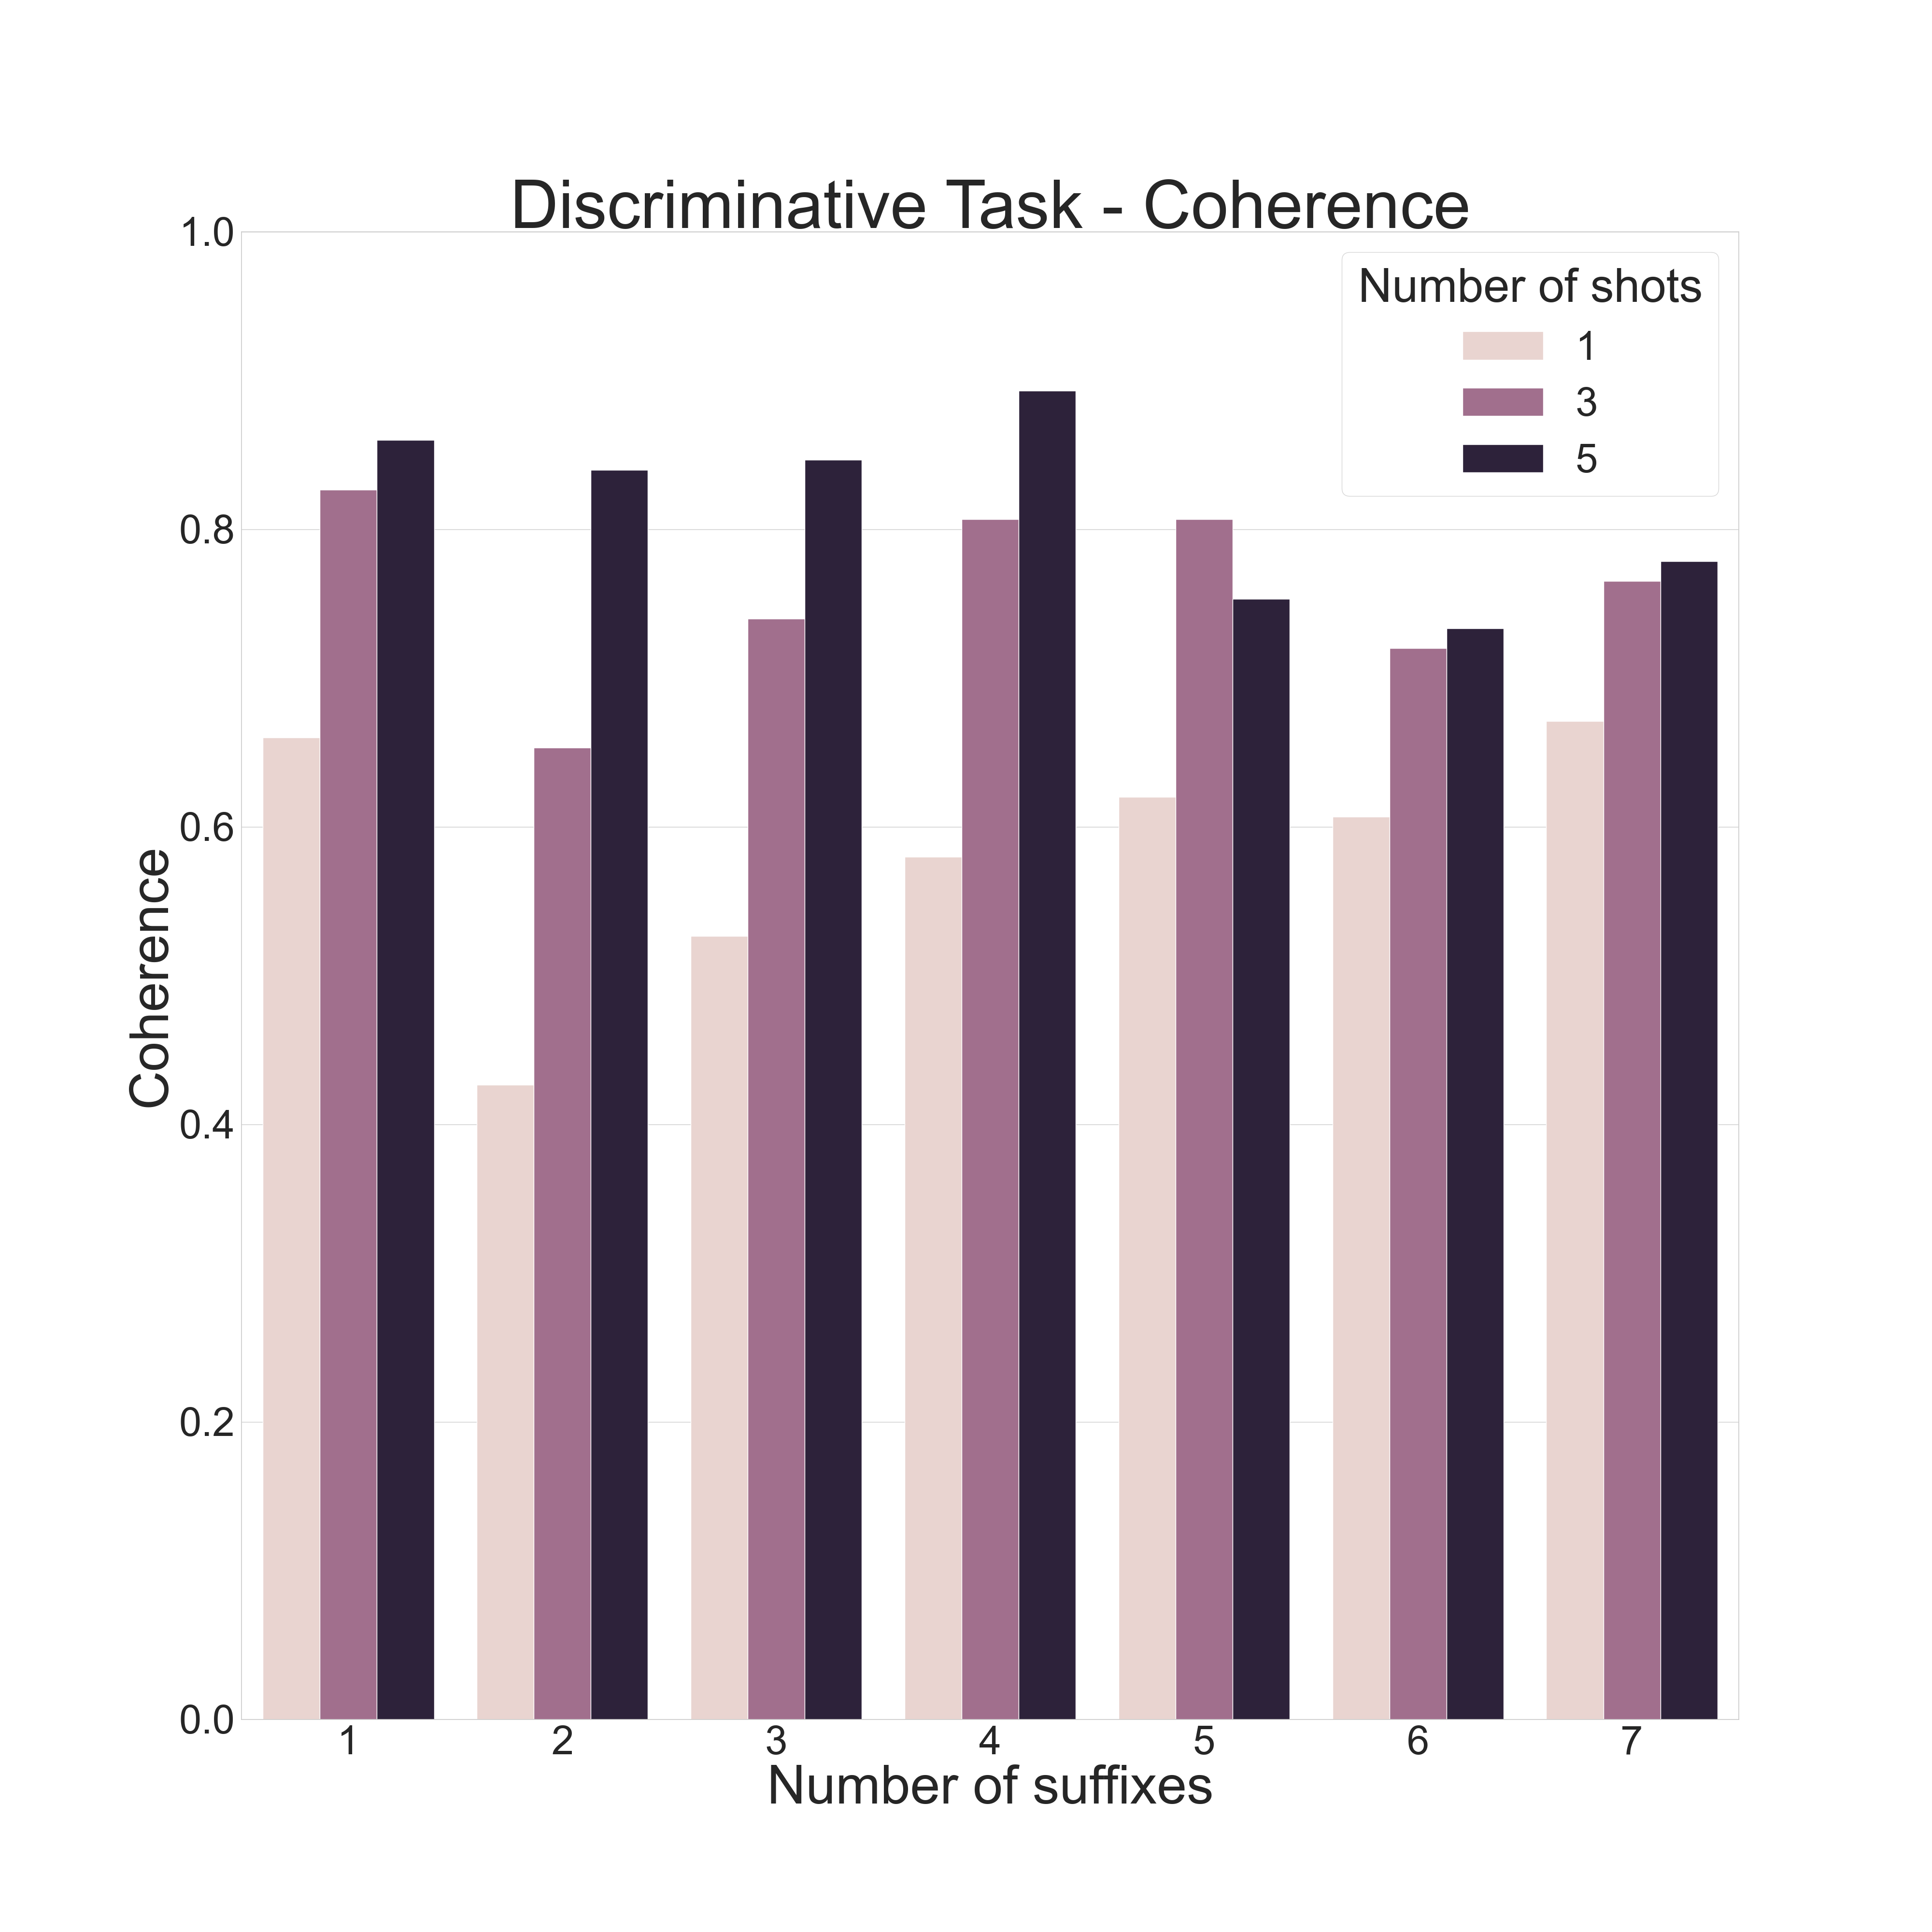 Discriminative Task - Coherence
1.0
0.8
0.6
0.4
0.2
0.0
Coherence
Number of shots
1
3
5
1 2 3 4 5 6 7
Number of suffixes